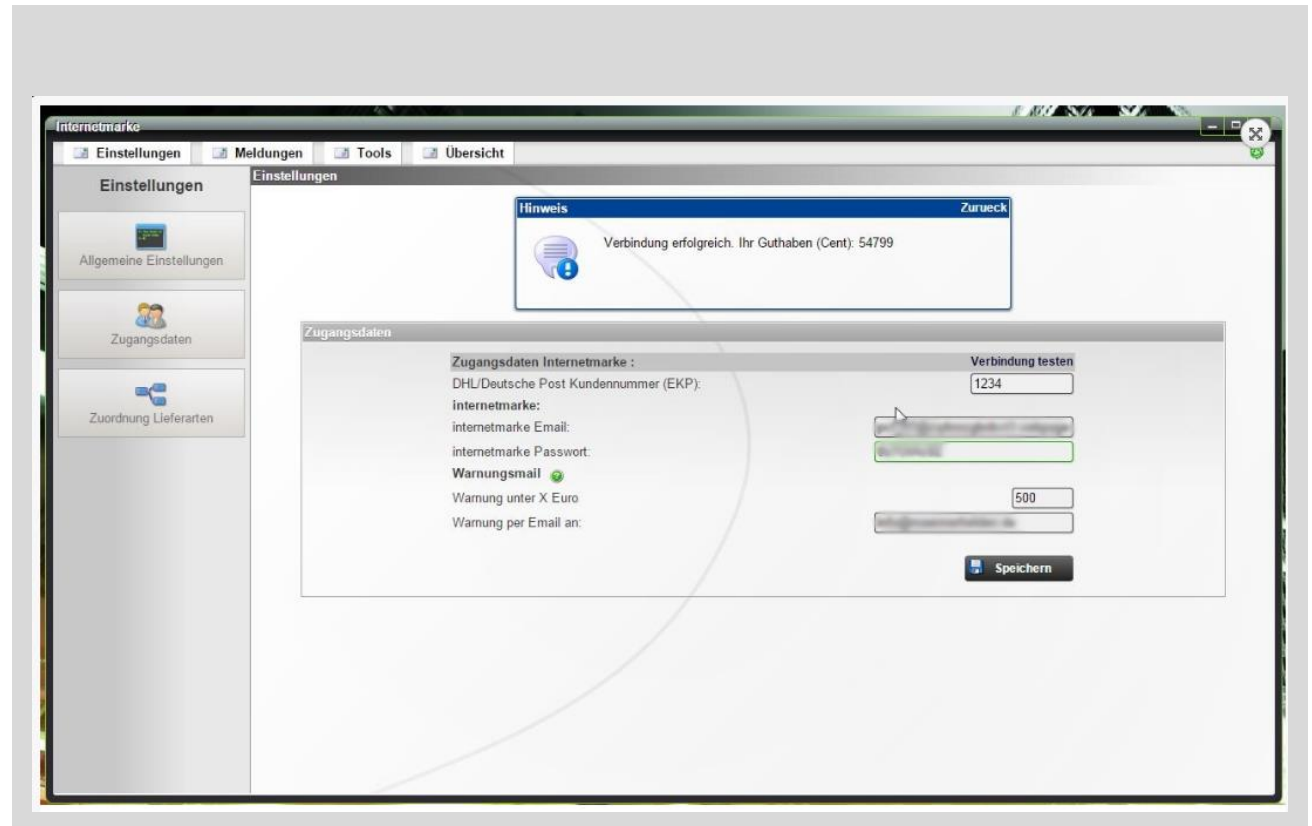 Internetmarke
Einstellungen Meldungen Tools Übersicht
Einstellungen
Allgemeine Einstellungen
Zugangsdaten
Zuordnung Lieferarten
Einstellungen
Hinweis Zurueck
Verbindung erfolgreich. Ihr Guthaben (Cent): 54799
Zugangsdaten
Zugangsdaten Internetmarke : Verbindung testen
DHL/Deutsche Post Kundennummer (EKP): 1234
internetmarke:
internetmarke Email:
internetmarke Passwort:
Warnungsmail
Warnung unter X Euro 500
Warnung per Email an:
Speichern